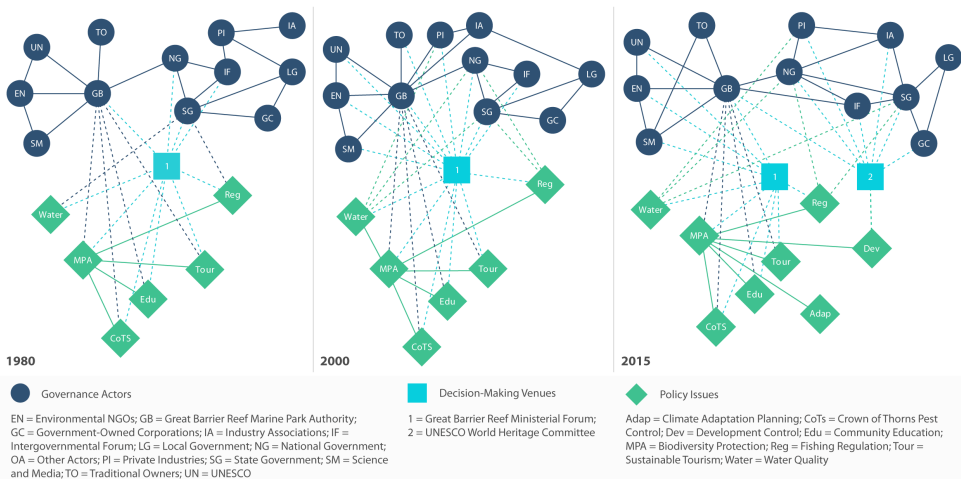 TO
PI
IA
UN
NG
IF
LG
EN
GB
SG
GC
SM
1
Water
Reg
MPA
Tour
Edu
CoTS
1980
UN
TO
PI
IA
NG
IF
LG
EN
GB
SG
GC
SM
1
Water
Reg
MPA
Tour
Edu
CoTS
2000
TO
PI
IA
UN
LG
NG
EN
GB
SG
IF
SM
GC
1
2
Water
Reg
MPA
Dev
Tour
Edu
Adap
CoTS
2015
Governance Actors
EN = Environmental NGOs; GB = Great Barrier Reef Marine Park Authority;
GC = Government-Owned Corporations; IA = Industry Associations; IF =
Intergovernmental Forum; LG = Local Government; NG = National Government;
OA = Other Actors; PI = Private Industries; SG = State Government; SM = Science
and Media; TO = Traditional Owners; UN = UNESCO
Decision-Making Venues
1 = Great Barrier Reef Ministerial Forum;
2 = UNESCO World Heritage Committee
Policy Issues
Adap = Climate Adaptation Planning; CoTs = Crown of Thorns Pest
Control; Dev = Development Control; Edu = Community Education;
MPA = Biodiversity Protection; Reg = Fishing Regulation; Tour =
Sustainable Tourism; Water = Water Quality